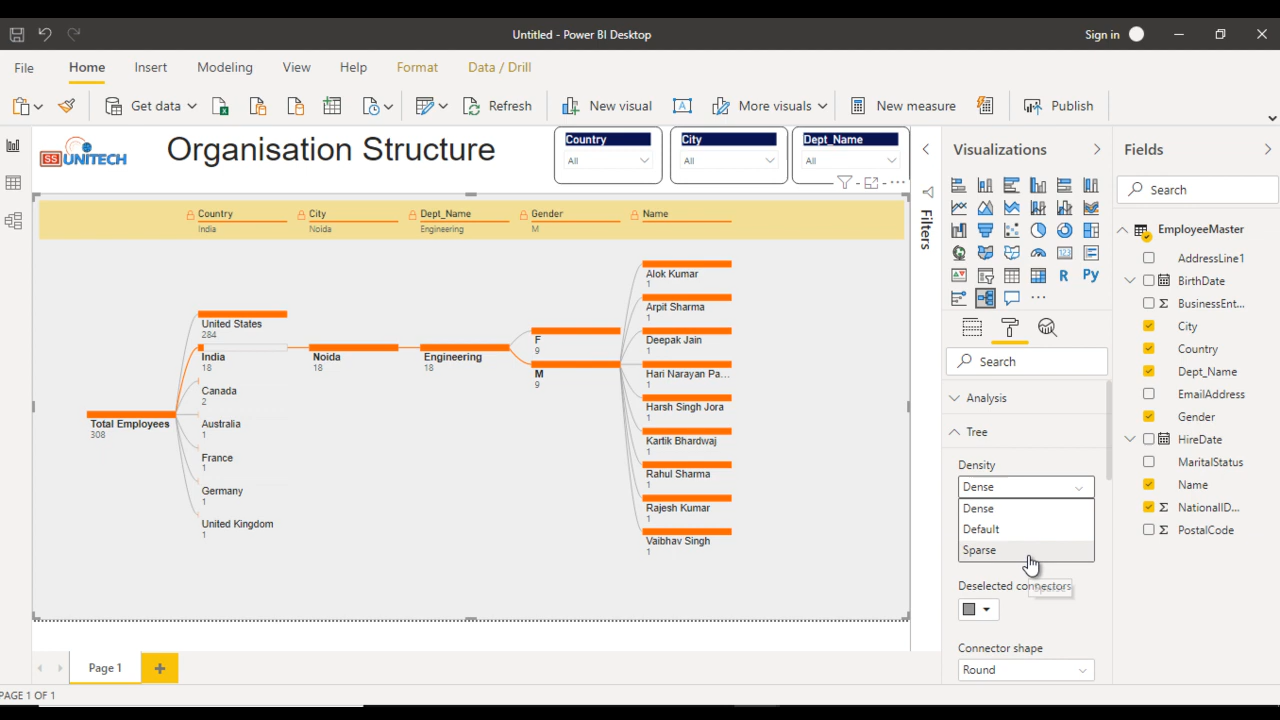 Untitled - Power BI Desktop
Sign in
File Home Insert Modeling View Help Format Data / Drill
Get data Refresh New visual More visuals New measure Publish
SS UNITECH
Organisation Structure
Country
All
City
All
Dept_Name
All
Country
India
City
Noida
Dept_Name
Engineering
Gender
M
Name
Total Employees
308
United States
284
India
18
Canada
2
Australia
1
France
1
Germany
1
United Kingdom
1
Noida
18
Engineering
18
F
9
M
9
Alok Kumar
1
Arpit Sharma
1
Deepak Jain
1
Hari Narayan Pa...
1
Harsh Singh Jora
1
Kartik Bhardwaj
1
Rahul Sharma
1
Rajesh Kumar
1
Vaibhav Singh
1
Filters
Visualizations
R Py
123
Search
Analysis
Tree
Density
Dense
Dense
Default
Sparse
Deselected connectors
Connector shape
Round
Fields
Search
EmployeeMaster
AddressLine1
BirthDate
BusinessEnt...
City
Country
Dept_Name
EmailAddress
Gender
HireDate
MaritalStatus
Name
NationalID...
PostalCode
Page 1
PAGE 1 OF 1